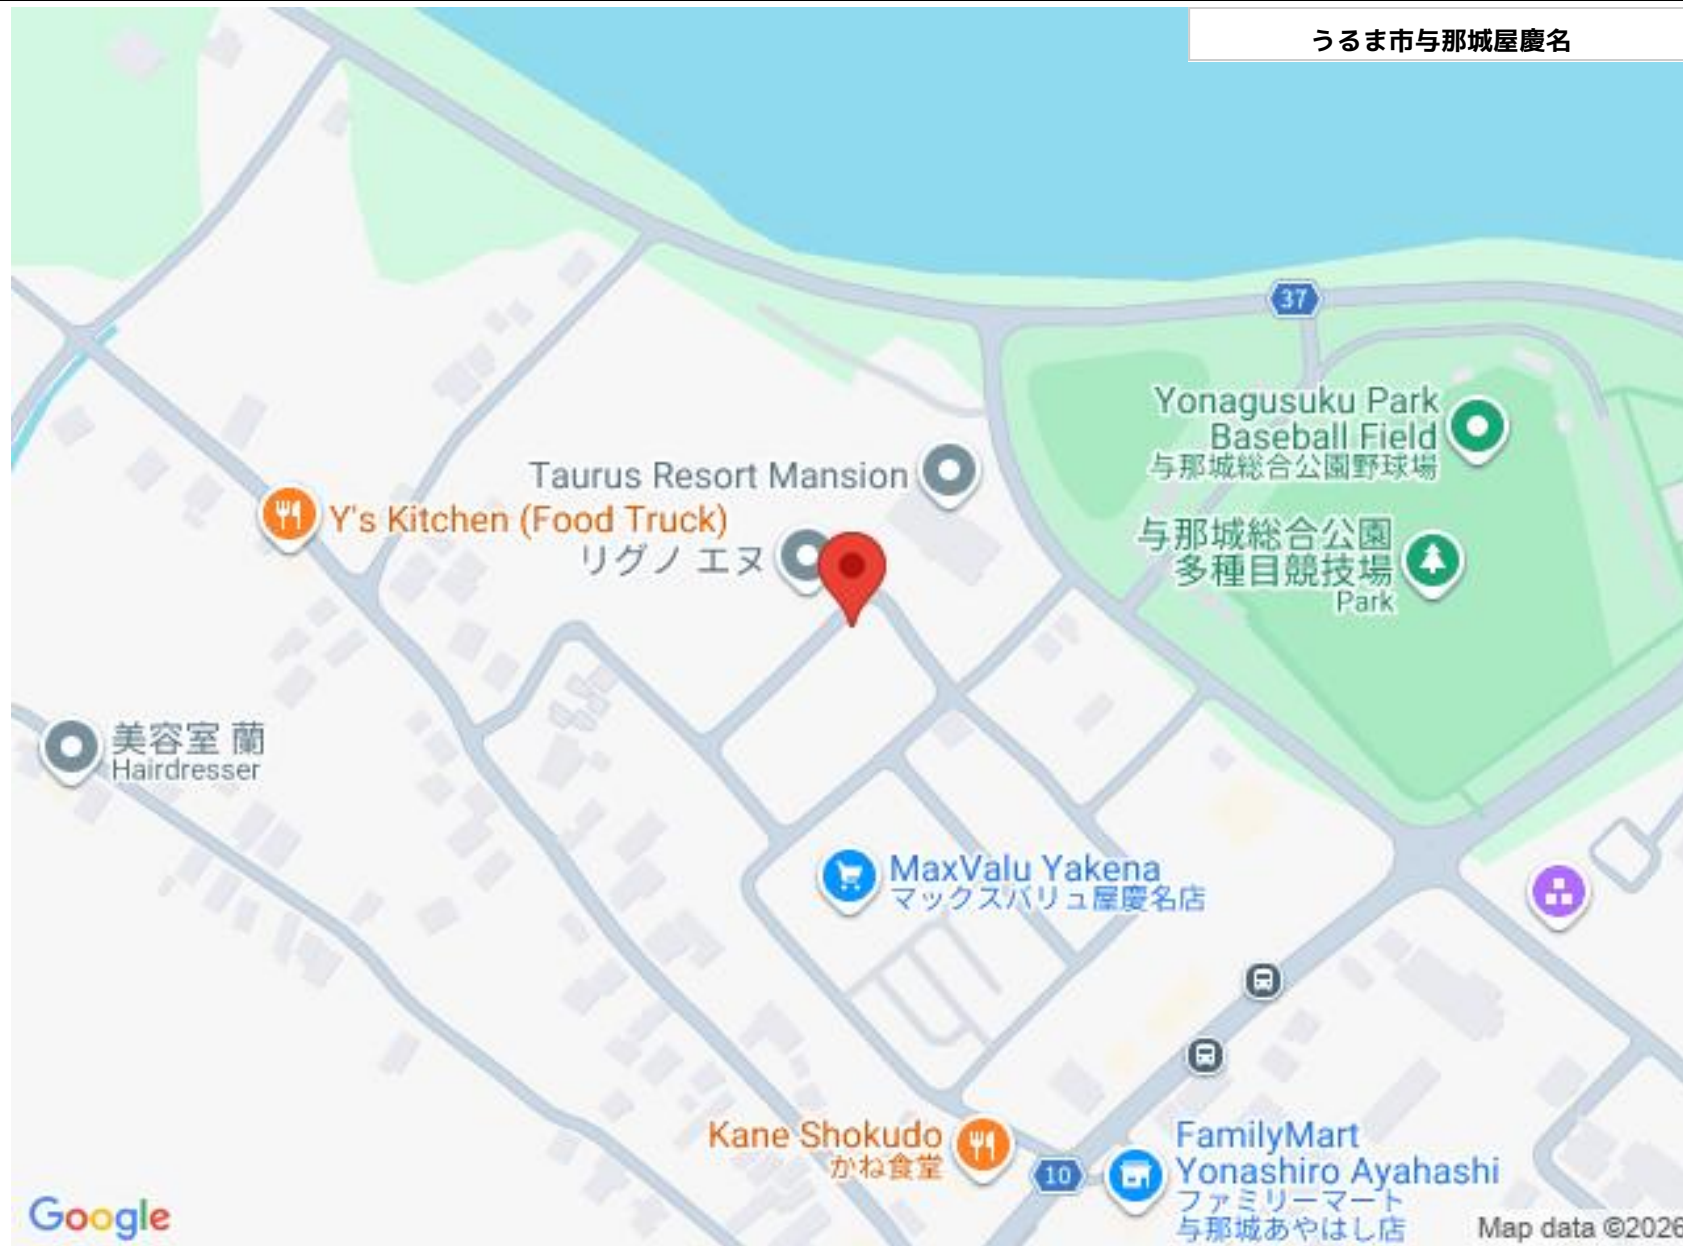 うるま市与那城屋慶名
37
Yonagusuku Park
Baseball Field
与那城総合公園野球場
Taurus Resort Mansion
Y's Kitchen (Food Truck)
リグノ エヌ
与那城総合公園
多種目競技場
Park
美容室 蘭
Hairdresser
MaxValu Yakena
マックスバリュ屋慶名店
Kane Shokudo
かね食堂
10
FamilyMart
Yonashiro Ayahashi
ファミリーマート
与那城あやはし店
Google
Map data ©2026